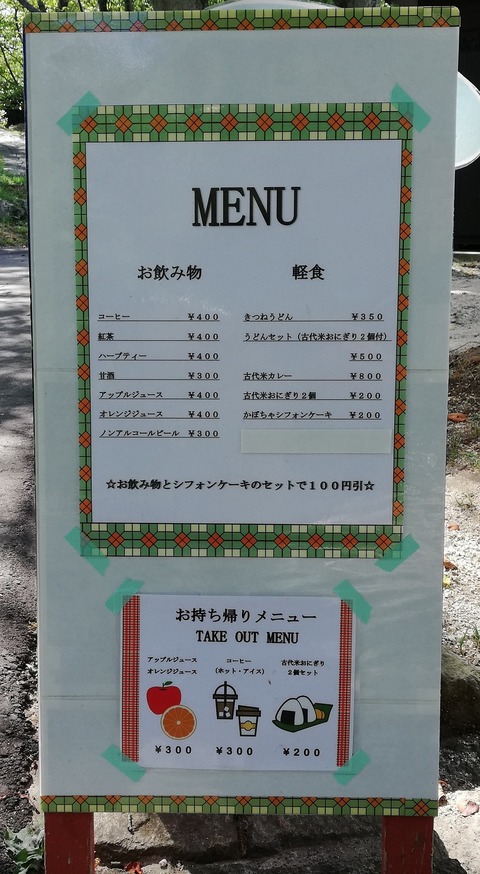 MENU
お飲み物
コーヒー ￥400
紅茶 ￥400
ハーブティー ￥400
甘酒 ￥300
アップルジュース ￥400
オレンジジュース ￥400
ノンアルコールビール ￥300
軽食
きつねうどん ￥350
うどんセット（古代米おにぎり２個付）
￥500
古代米カレー ￥800
古代米おにぎり２個 ￥200
かぼちゃシフォンケーキ ￥200
☆お飲み物とシフォンケーキのセットで１００円引☆
お持ち帰りメニュー
TAKE OUT MENU
アップルジュース
オレンジジュース
￥300
コーヒー
（ホット・アイス）
￥300
古代米おにぎり
２個セット
￥200